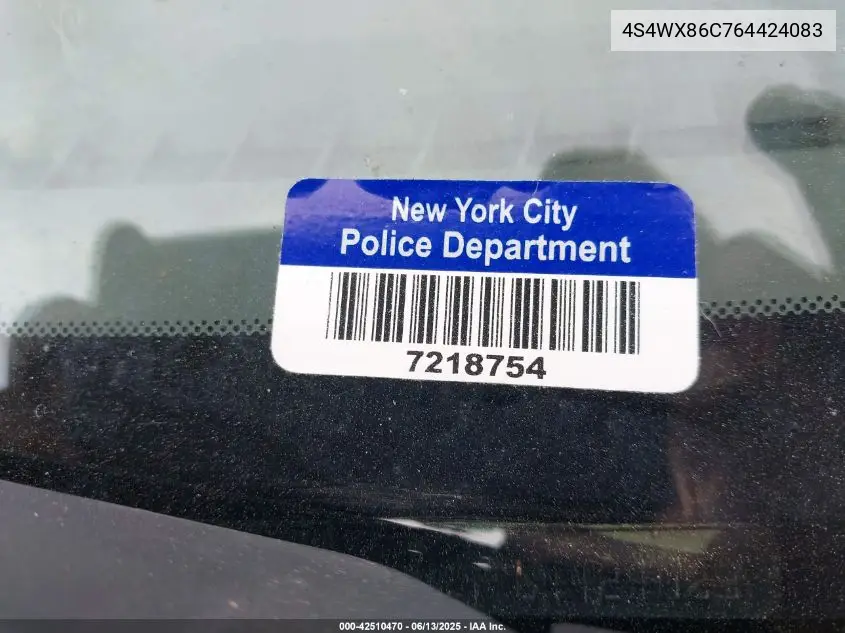 4S4WX86C764424083
New York City
Police Department
7218754
000-42510470 - 06/13/2025 - IAA Inc.